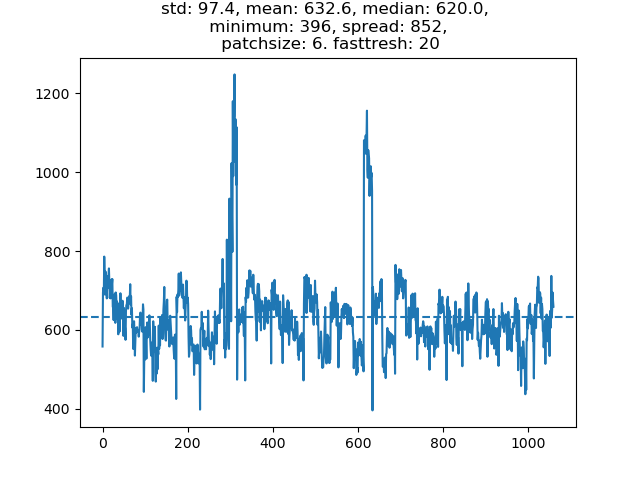 std: 97.4, mean: 632.6, median: 620.0,
minimum: 396, spread: 852,
patchsize: 6. fasttresh: 20
1200
1000
800
600
400
0 200 400 600 800 1000